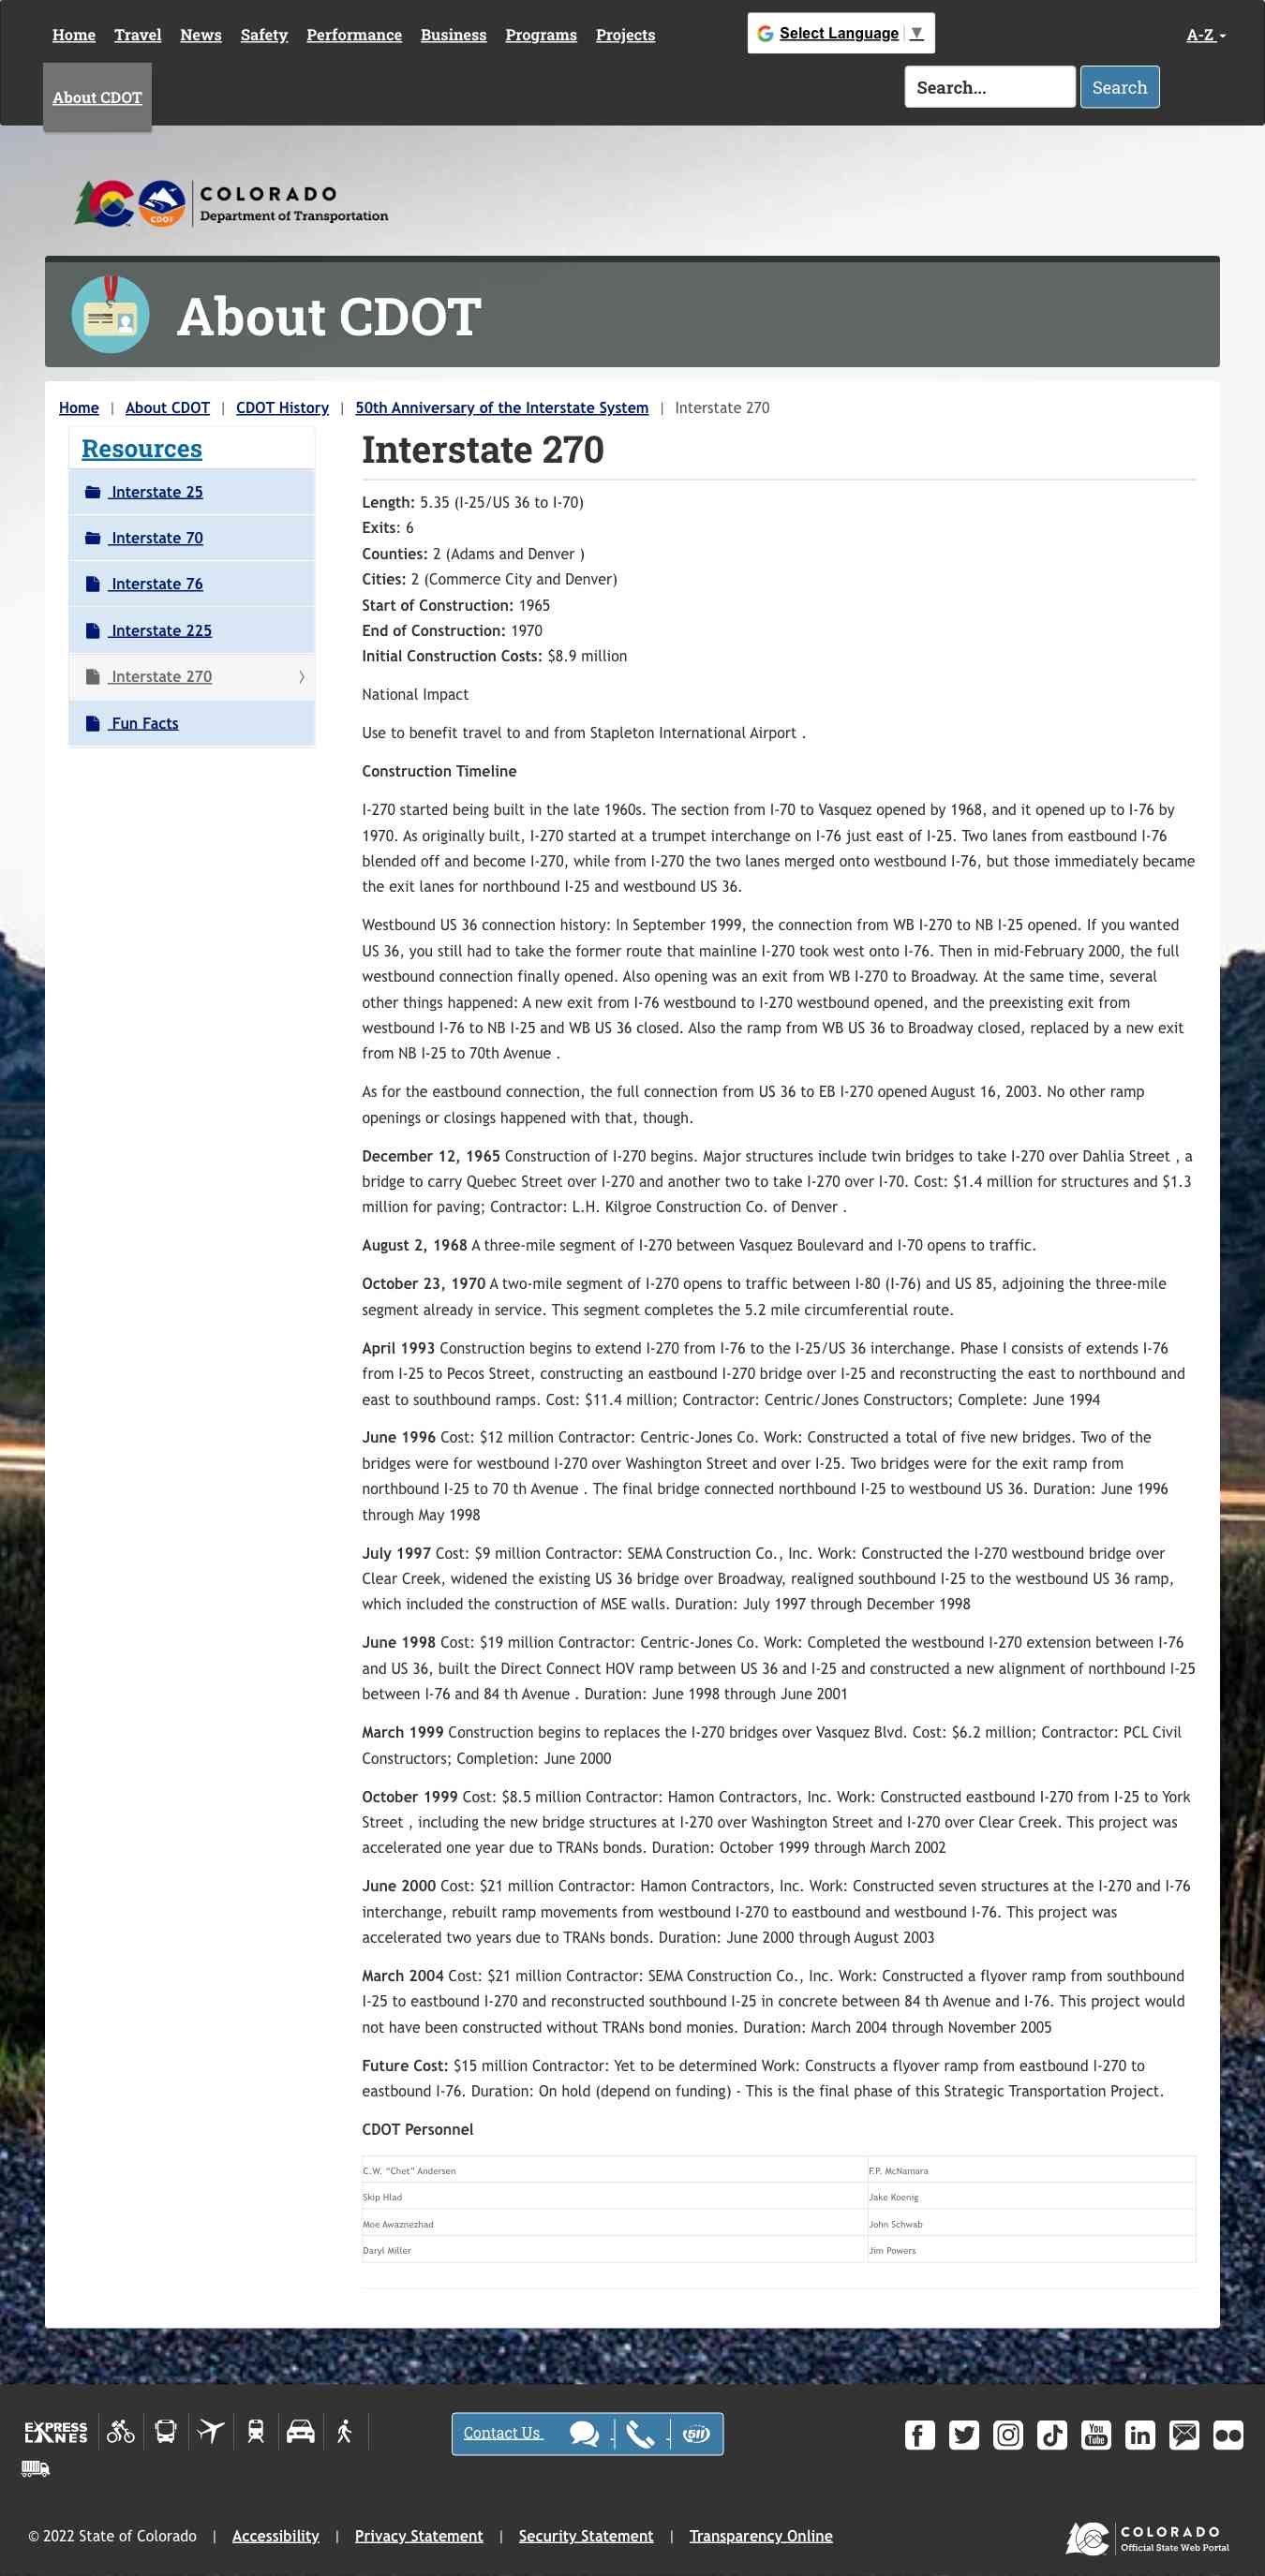 Home Travel News Safety Performance Business Programs Projects
Select Language ▼
A-Z
About CDOT
Search...
Search
COLORADO
Department of Transportation
CDOT
About CDOT
Home | About CDOT | CDOT History | 50th Anniversary of the Interstate System | Interstate 270
Resources
Interstate 25
Interstate 70
Interstate 76
Interstate 225
Interstate 270
Fun Facts
Interstate 270
Length: 5.35 (I-25/US 36 to I-70)
Exits: 6
Counties: 2 (Adams and Denver )
Cities: 2 (Commerce City and Denver)
Start of Construction: 1965
End of Construction: 1970
Initial Construction Costs: $8.9 million
National Impact
Use to benefit travel to and from Stapleton International Airport .
Construction Timeline
I-270 started being built in the late 1960s. The section from I-70 to Vasquez opened by 1968, and it opened up to I-76 by
1970. As originally built, I-270 started at a trumpet interchange on I-76 just east of I-25. Two lanes from eastbound I-76
blended off and become I-270, while from I-270 the two lanes merged onto westbound I-76, but those immediately became
the exit lanes for northbound I-25 and westbound US 36.
Westbound US 36 connection history: In September 1999, the connection from WB I-270 to NB I-25 opened. If you wanted
US 36, you still had to take the former route that mainline I-270 took west onto I-76. Then in mid-February 2000, the full
westbound connection finally opened. Also opening was an exit from WB I-270 to Broadway. At the same time, several
other things happened: A new exit from I-76 westbound to I-270 westbound opened, and the preexisting exit from
westbound I-76 to NB I-25 and WB US 36 closed. Also the ramp from WB US 36 to Broadway closed, replaced by a new exit
from NB I-25 to 70th Avenue .
As for the eastbound connection, the full connection from US 36 to EB I-270 opened August 16, 2003. No other ramp
openings or closings happened with that, though.
December 12, 1965 Construction of I-270 begins. Major structures include twin bridges to take I-270 over Dahlia Street , a
bridge to carry Quebec Street over I-270 and another two to take I-270 over I-70. Cost: $1.4 million for structures and $1.3
million for paving; Contractor: L.H. Kilgroe Construction Co. of Denver .
August 2, 1968 A three-mile segment of I-270 between Vasquez Boulevard and I-70 opens to traffic.
October 23, 1970 A two-mile segment of I-270 opens to traffic between I-80 (I-76) and US 85, adjoining the three-mile
segment already in service. This segment completes the 5.2 mile circumferential route.
April 1993 Construction begins to extend I-270 from I-76 to the I-25/US 36 interchange. Phase I consists of extends I-76
from I-25 to Pecos Street, constructing an eastbound I-270 bridge over I-25 and reconstructing the east to northbound and
east to southbound ramps. Cost: $11.4 million; Contractor: Centric/Jones Constructors; Complete: June 1994
June 1996 Cost: $12 million Contractor: Centric-Jones Co. Work: Constructed a total of five new bridges. Two of the
bridges were for westbound I-270 over Washington Street and over I-25. Two bridges were for the exit ramp from
northbound I-25 to 70 th Avenue . The final bridge connected northbound I-25 to westbound US 36. Duration: June 1996
through May 1998
July 1997 Cost: $9 million Contractor: SEMA Construction Co., Inc. Work: Constructed the I-270 westbound bridge over
Clear Creek, widened the existing US 36 bridge over Broadway, realigned southbound I-25 to the westbound US 36 ramp,
which included the construction of MSE walls. Duration: July 1997 through December 1998
June 1998 Cost: $19 million Contractor: Centric-Jones Co. Work: Completed the westbound I-270 extension between I-76
and US 36, built the Direct Connect HOV ramp between US 36 and I-25 and constructed a new alignment of northbound I-25
between I-76 and 84 th Avenue . Duration: June 1998 through June 2001
March 1999 Construction begins to replaces the I-270 bridges over Vasquez Blvd. Cost: $6.2 million; Contractor: PCL Civil
Constructors; Completion: June 2000
October 1999 Cost: $8.5 million Contractor: Hamon Contractors, Inc. Work: Constructed eastbound I-270 from I-25 to York
Street , including the new bridge structures at I-270 over Washington Street and I-270 over Clear Creek. This project was
accelerated one year due to TRANs bonds. Duration: October 1999 through March 2002
June 2000 Cost: $21 million Contractor: Hamon Contractors, Inc. Work: Constructed seven structures at the I-270 and I-76
interchange, rebuilt ramp movements from westbound I-270 to eastbound and westbound I-76. This project was
accelerated two years due to TRANs bonds. Duration: June 2000 through August 2003
March 2004 Cost: $21 million Contractor: SEMA Construction Co., Inc. Work: Constructed a flyover ramp from southbound
I-25 to eastbound I-270 and reconstructed southbound I-25 in concrete between 84 th Avenue and I-76. This project would
not have been constructed without TRANs bond monies. Duration: March 2004 through November 2005
Future Cost: $15 million Contractor: Yet to be determined Work: Constructs a flyover ramp from eastbound I-270 to
eastbound I-76. Duration: On hold (depend on funding) - This is the final phase of this Strategic Transportation Project.
CDOT Personnel
C.W. “Chet” Andersen F.P. McNamara
Skip Hlad Jake Koenig
Moe Awaznezhad John Schwab
Daryl Miller Jim Powers
EXPRESS
LANES
Contact Us
511
You
Tube
© 2022 State of Colorado | Accessibility | Privacy Statement | Security Statement | Transparency Online
COLORADO
Official State Web Portal